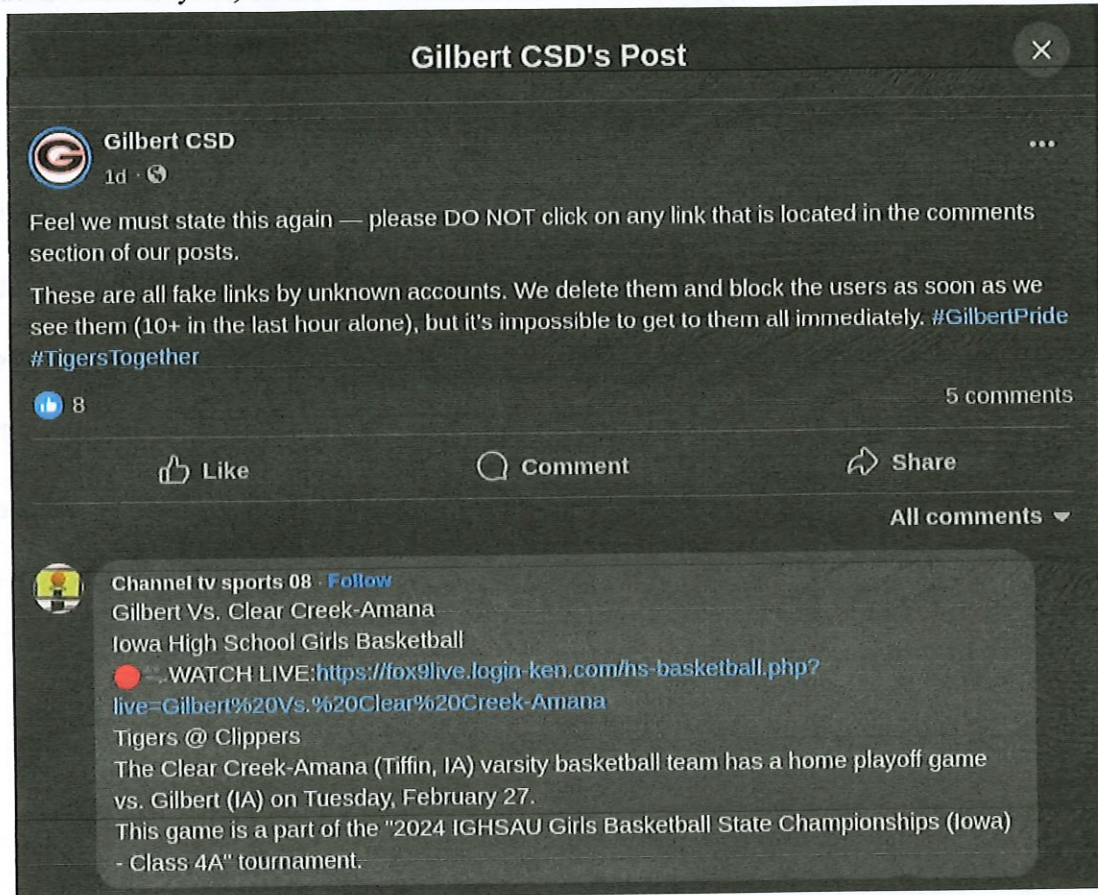 Gilbert CSD's Post
Gilbert CSD
1d ·
Feel we must state this again — please DO NOT click on any link that is located in the comments
section of our posts.
These are all fake links by unknown accounts. We delete them and block the users as soon as we
see them (10+ in the last hour alone), but it's impossible to get to them all immediately. #GilbertPride
#TigersTogether
8
5 comments
Like
Comment
Share
All comments
Channel tv sports 08 · Follow
Gilbert Vs. Clear Creek-Amana
Iowa High School Girls Basketball
WATCH LIVE:https://fox9live.login-ken.com/hs-basketball.php?
live=Gilbert%20Vs.%20Clear%20Creek-Amana
Tigers @ Clippers
The Clear Creek-Amana (Tiffin, IA) varsity basketball team has a home playoff game
vs. Gilbert (IA) on Tuesday, February 27.
This game is a part of the "2024 IGHSAU Girls Basketball State Championships (Iowa)
- Class 4A" tournament.